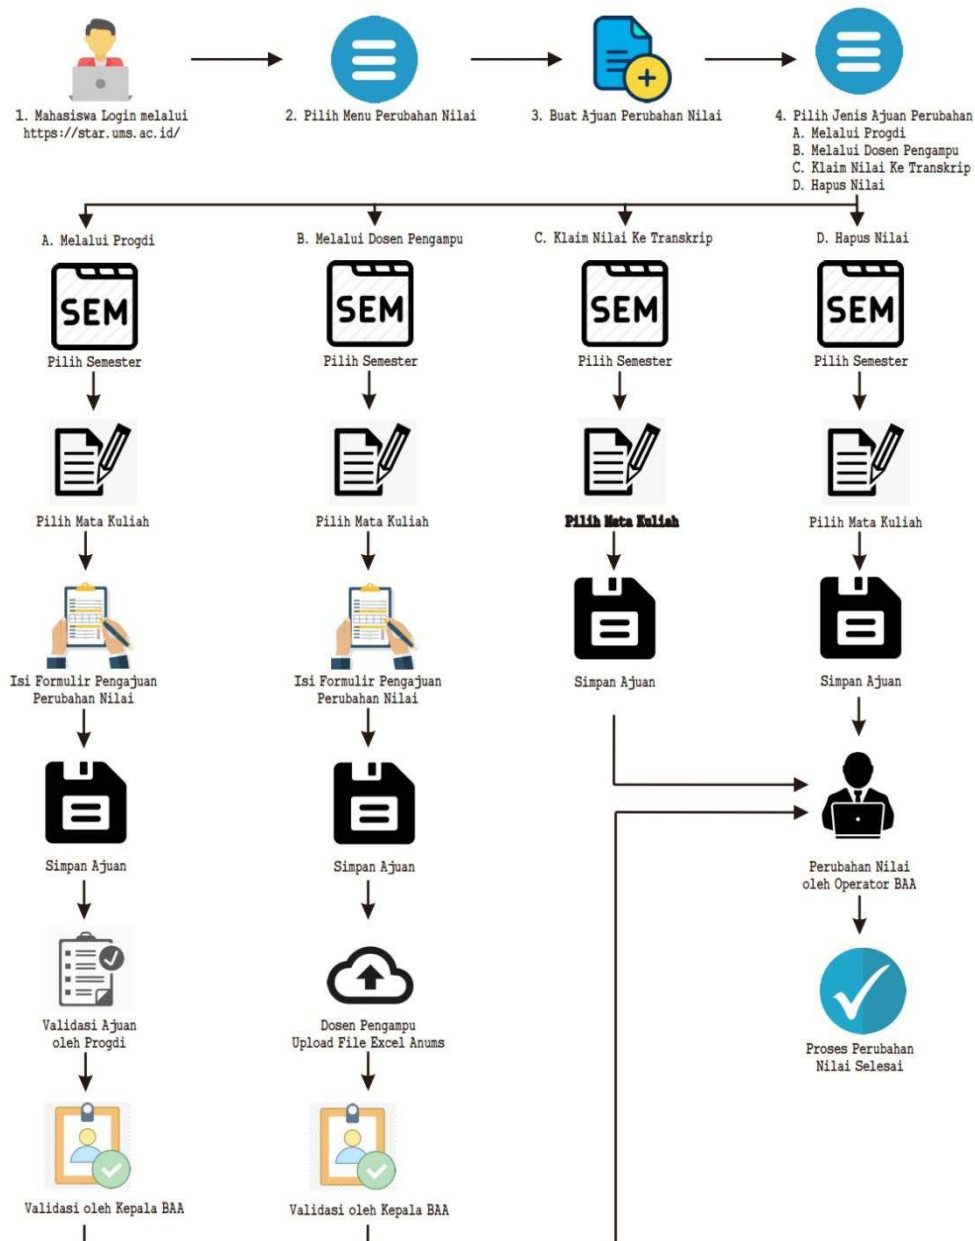 1. Mahasiswa Login melalui
https://star.ums.ac.id/
2. Pilih Menu Perubahan Nilai
3. Buat Ajuan Perubahan Nilai
4. Pilih Jenis Ajuan Perubahan
A. Melalui Progdi
B. Melalui Dosen Pengampu
C. Klaim Nilai Ke Transkrip
D. Hapus Nilai
A. Melalui Progdi
SEM
Pilih Semester
Pilih Mata Kuliah
Isi Formulir Pengajuan
Perubahan Nilai
Simpan Ajuan
Validasi Ajuan
oleh Progdi
Validasi oleh Kepala BAA
B. Melalui Dosen Pengampu
SEM
Pilih Semester
Pilih Mata Kuliah
Isi Formulir Pengajuan
Perubahan Nilai
Simpan Ajuan
Dosen Pengampu
Upload File Excel Anums
Validasi oleh Kepala BAA
C. Klaim Nilai Ke Transkrip
SEM
Pilih Semester
Pilih Mata Kuliah
Simpan Ajuan
D. Hapus Nilai
SEM
Pilih Semester
Pilih Mata Kuliah
Simpan Ajuan
Perubahan Nilai
oleh Operator BAA
Proses Perubahan
Nilai Selesai